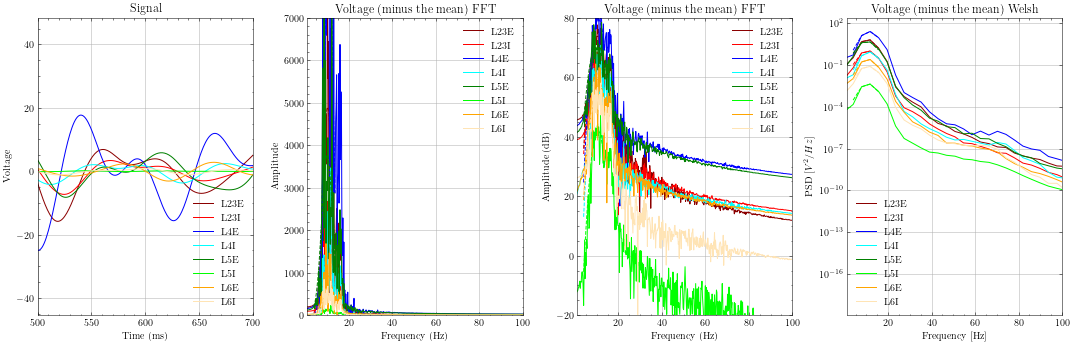 Signal
Voltage
40
20
0
−20
−40
500
550
600
650
700
Time (ms)
L23E
L23I
L4E
L4I
L5E
L5I
L6E
L6I
Voltage (minus the mean) FFT
Amplitude
7000
6000
5000
4000
3000
2000
1000
0
20
40
60
80
100
Frequency (Hz)
L23E
L23I
L4E
L4I
L5E
L5I
L6E
L6I
Voltage (minus the mean) FFT
Amplitude (dB)
80
60
40
20
0
−20
20
40
60
80
100
Frequency (Hz)
L23E
L23I
L4E
L4I
L5E
L5I
L6E
L6I
Voltage (minus the mean) Welsh
PSD [V²/Hz]
10²
10⁻¹
10⁻⁴
10⁻⁷
10⁻¹⁰
10⁻¹³
10⁻¹⁶
20
40
60
80
100
Frequency [Hz]
L23E
L23I
L4E
L4I
L5E
L5I
L6E
L6I